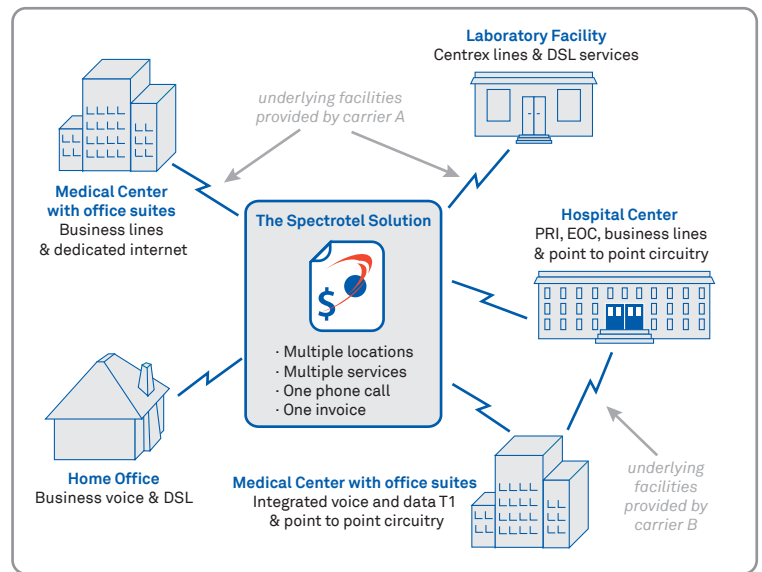 Laboratory Facility
Centrex lines & DSL services
underlying facilities
provided by carrier A
Medical Center
with office suites
Business lines
& dedicated internet
The Spectrotel Solution
$
· Multiple locations
· Multiple services
· One phone call
· One invoice
Hospital Center
PRI, EOC, business lines
& point to point circuitry
Home Office
Business voice & DSL
Medical Center with office suites
Integrated voice and data T1
& point to point circuitry
underlying
facilities
provided by
carrier B